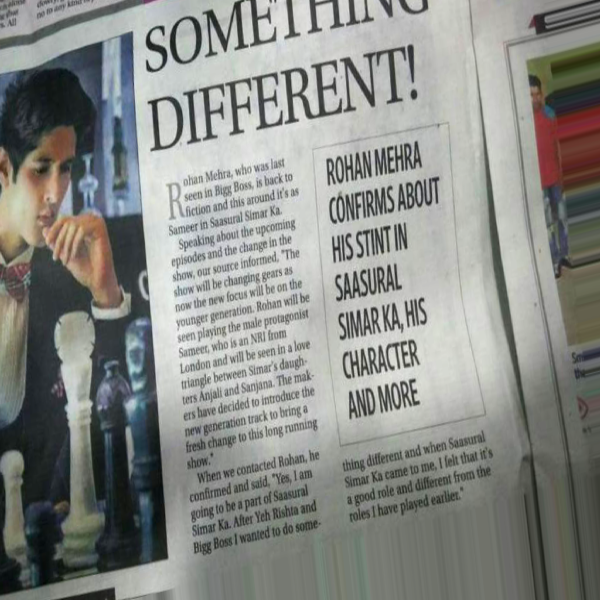 SOMETHING
DIFFERENT!
Rohan Mehra, who was last
seen in Bigg Boss, is back to
fiction and this around it's as
Sameer in Saasural Simar Ka.
Speaking about the upcoming
episodes and the change in the
show, our source informed, "The
show will be changing gears as
now the new focus will be on the
younger generation. Rohan will be
seen playing the male protagonist
Sameer, who is an NRI from
London and will be seen in a love
triangle between Simar's daugh-
ters Anjali and Sanjana. The mak-
ers have decided to introduce the
new generation track to bring a
fresh change to this long running
show."
When we contacted Rohan, he
confirmed and said, "Yes, I am
going to be a part of Saasural
Simar Ka. After Yeh Rishta and
Bigg Boss I wanted to do some-
ROHAN MEHRA
CONFIRMS ABOUT
HIS STINT IN
SAASURAL
SIMAR KA, HIS
CHARACTER
AND MORE
thing different and when Saasural
Simar Ka came to me, I felt that it's
a good role and different from the
roles I have played earlier."